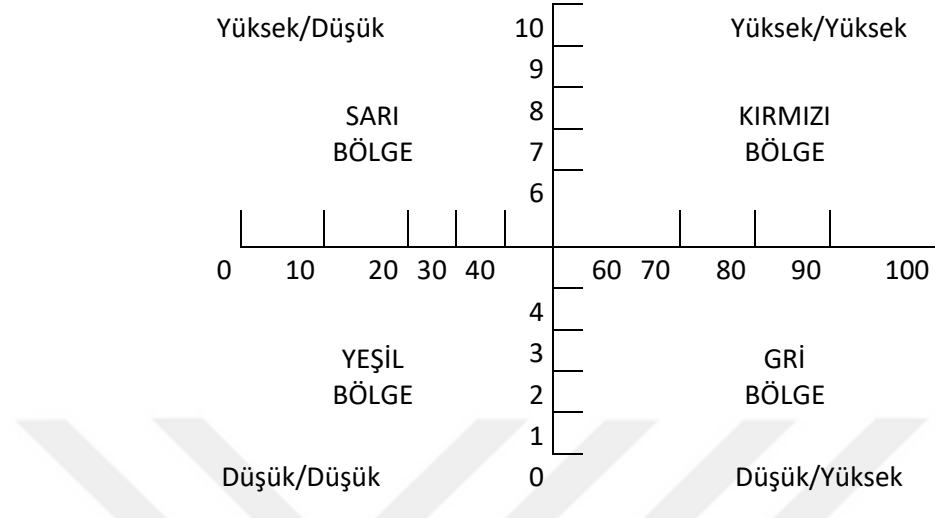 Yüksek/Düşük 10 Yüksek/Yüksek
9
SARI 8 KIRMIZI
BÖLGE 7 BÖLGE
6
0 10 20 30 40 60 70 80 90 100
4
YEŞİL 3 GRİ
BÖLGE 2 BÖLGE
1
Düşük/Düşük 0 Düşük/Yüksek